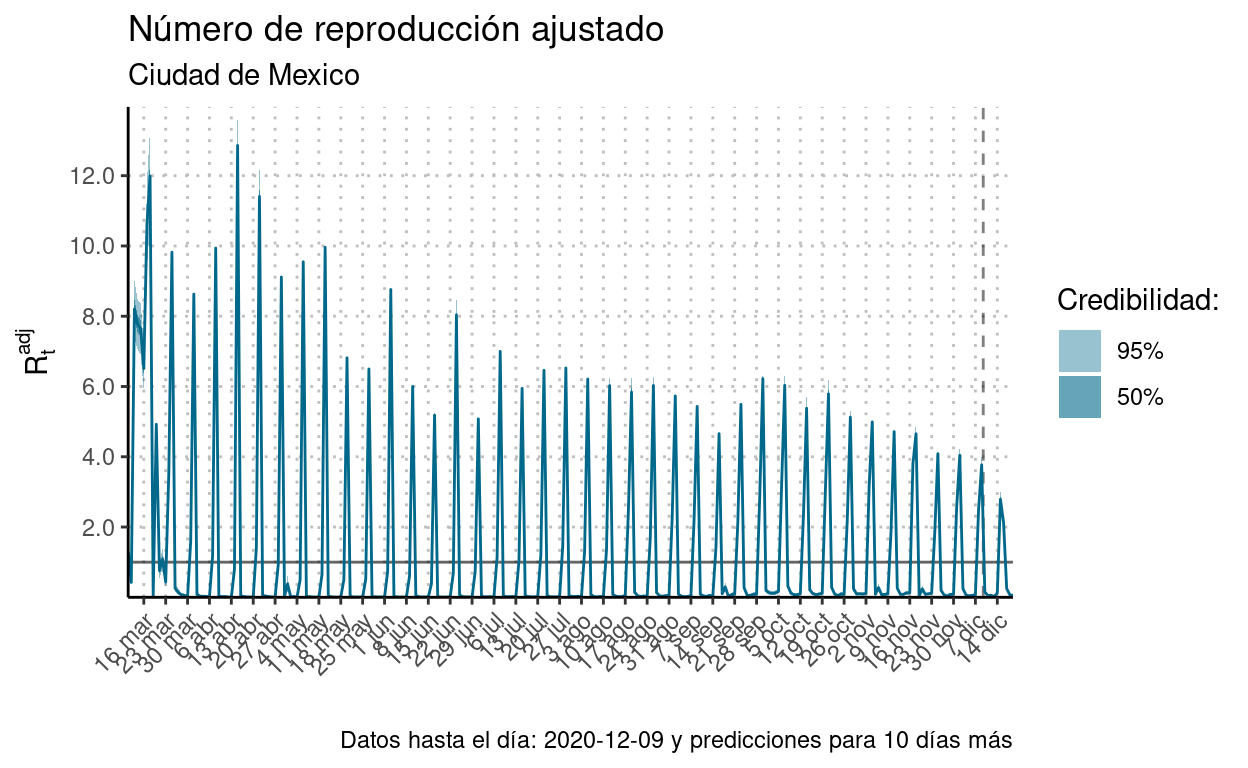 Número de reproducción ajustado
Ciudad de Mexico
R_t^adj
12.0
10.0
8.0
6.0
4.0
2.0
16 mar
23 mar
30 mar
6 abr
13 abr
20 abr
27 abr
4 may
11 may
18 may
25 may
1 jun
8 jun
15 jun
22 jun
29 jun
6 jul
13 jul
20 jul
27 jul
3 ago
10 ago
17 ago
24 ago
31 ago
7 sep
14 sep
21 sep
28 sep
5 oct
12 oct
19 oct
26 oct
2 nov
9 nov
16 nov
23 nov
30 nov
7 dic
14 dic
Credibilidad:
95%
50%
Datos hasta el día: 2020-12-09 y predicciones para 10 días más